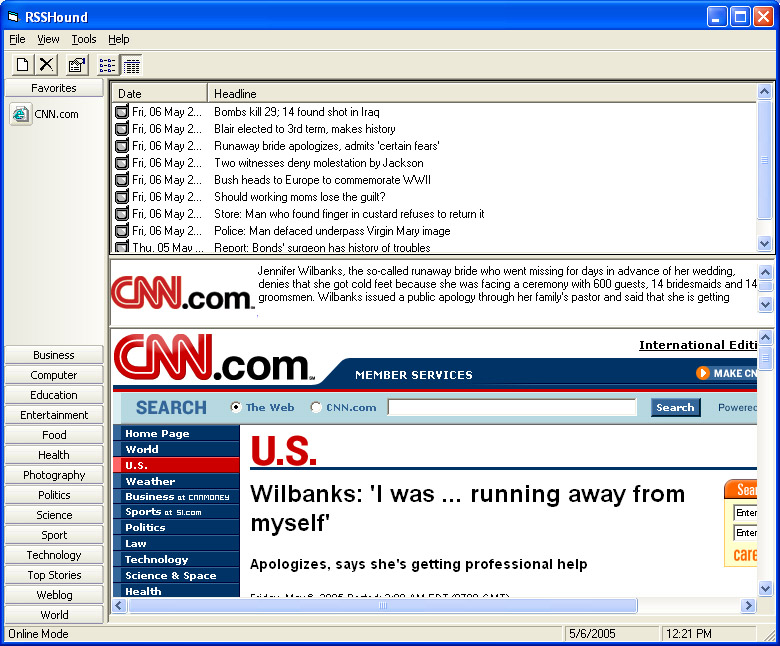 RSSHound
File View Tools Help
Favorites
CNN.com
Date Headline
Fri, 06 May 2... Bombs kill 29; 14 found shot in Iraq
Fri, 06 May 2... Blair elected to 3rd term, makes history
Fri, 06 May 2... Runaway bride apologizes, admits 'certain fears'
Fri, 06 May 2... Two witnesses deny molestation by Jackson
Fri, 06 May 2... Bush heads to Europe to commemorate WWII
Fri, 06 May 2... Should working moms lose the guilt?
Fri, 06 May 2... Store: Man who found finger in custard refuses to return it
Fri, 06 May 2... Police: Man defaced underpass Virgin Mary image
Thu, 05 May ... Report: Bonds' surgeon has history of troubles
CNN.com
Jennifer Wilbanks, the so-called runaway bride who went missing for days in advance of her wedding,
denies that she got cold feet because she was facing a ceremony with 600 guests, 14 bridesmaids and 14
groomsmen. Wilbanks issued a public apology through her family's pastor and said that she is getting
Business
Computer
Education
Entertainment
Food
Health
Photography
Politics
Science
Sport
Technology
Top Stories
Weblog
World
CNN.com
International Editi
MEMBER SERVICES
MAKE CN
SEARCH The Web CNN.com Search Powered
Home Page
World
U.S.
Weather
Business at CNNMONEY
Sports at SI.com
Politics
Law
Technology
Science & Space
Health
U.S.
Wilbanks: 'I was ... running away from
myself'
Apologizes, says she's getting professional help
Friday, May 6, 2005 Posted: 3:00 AM EDT (0700 GMT)
Sear
Enter
Enter
care
Online Mode 5/6/2005 12:21 PM